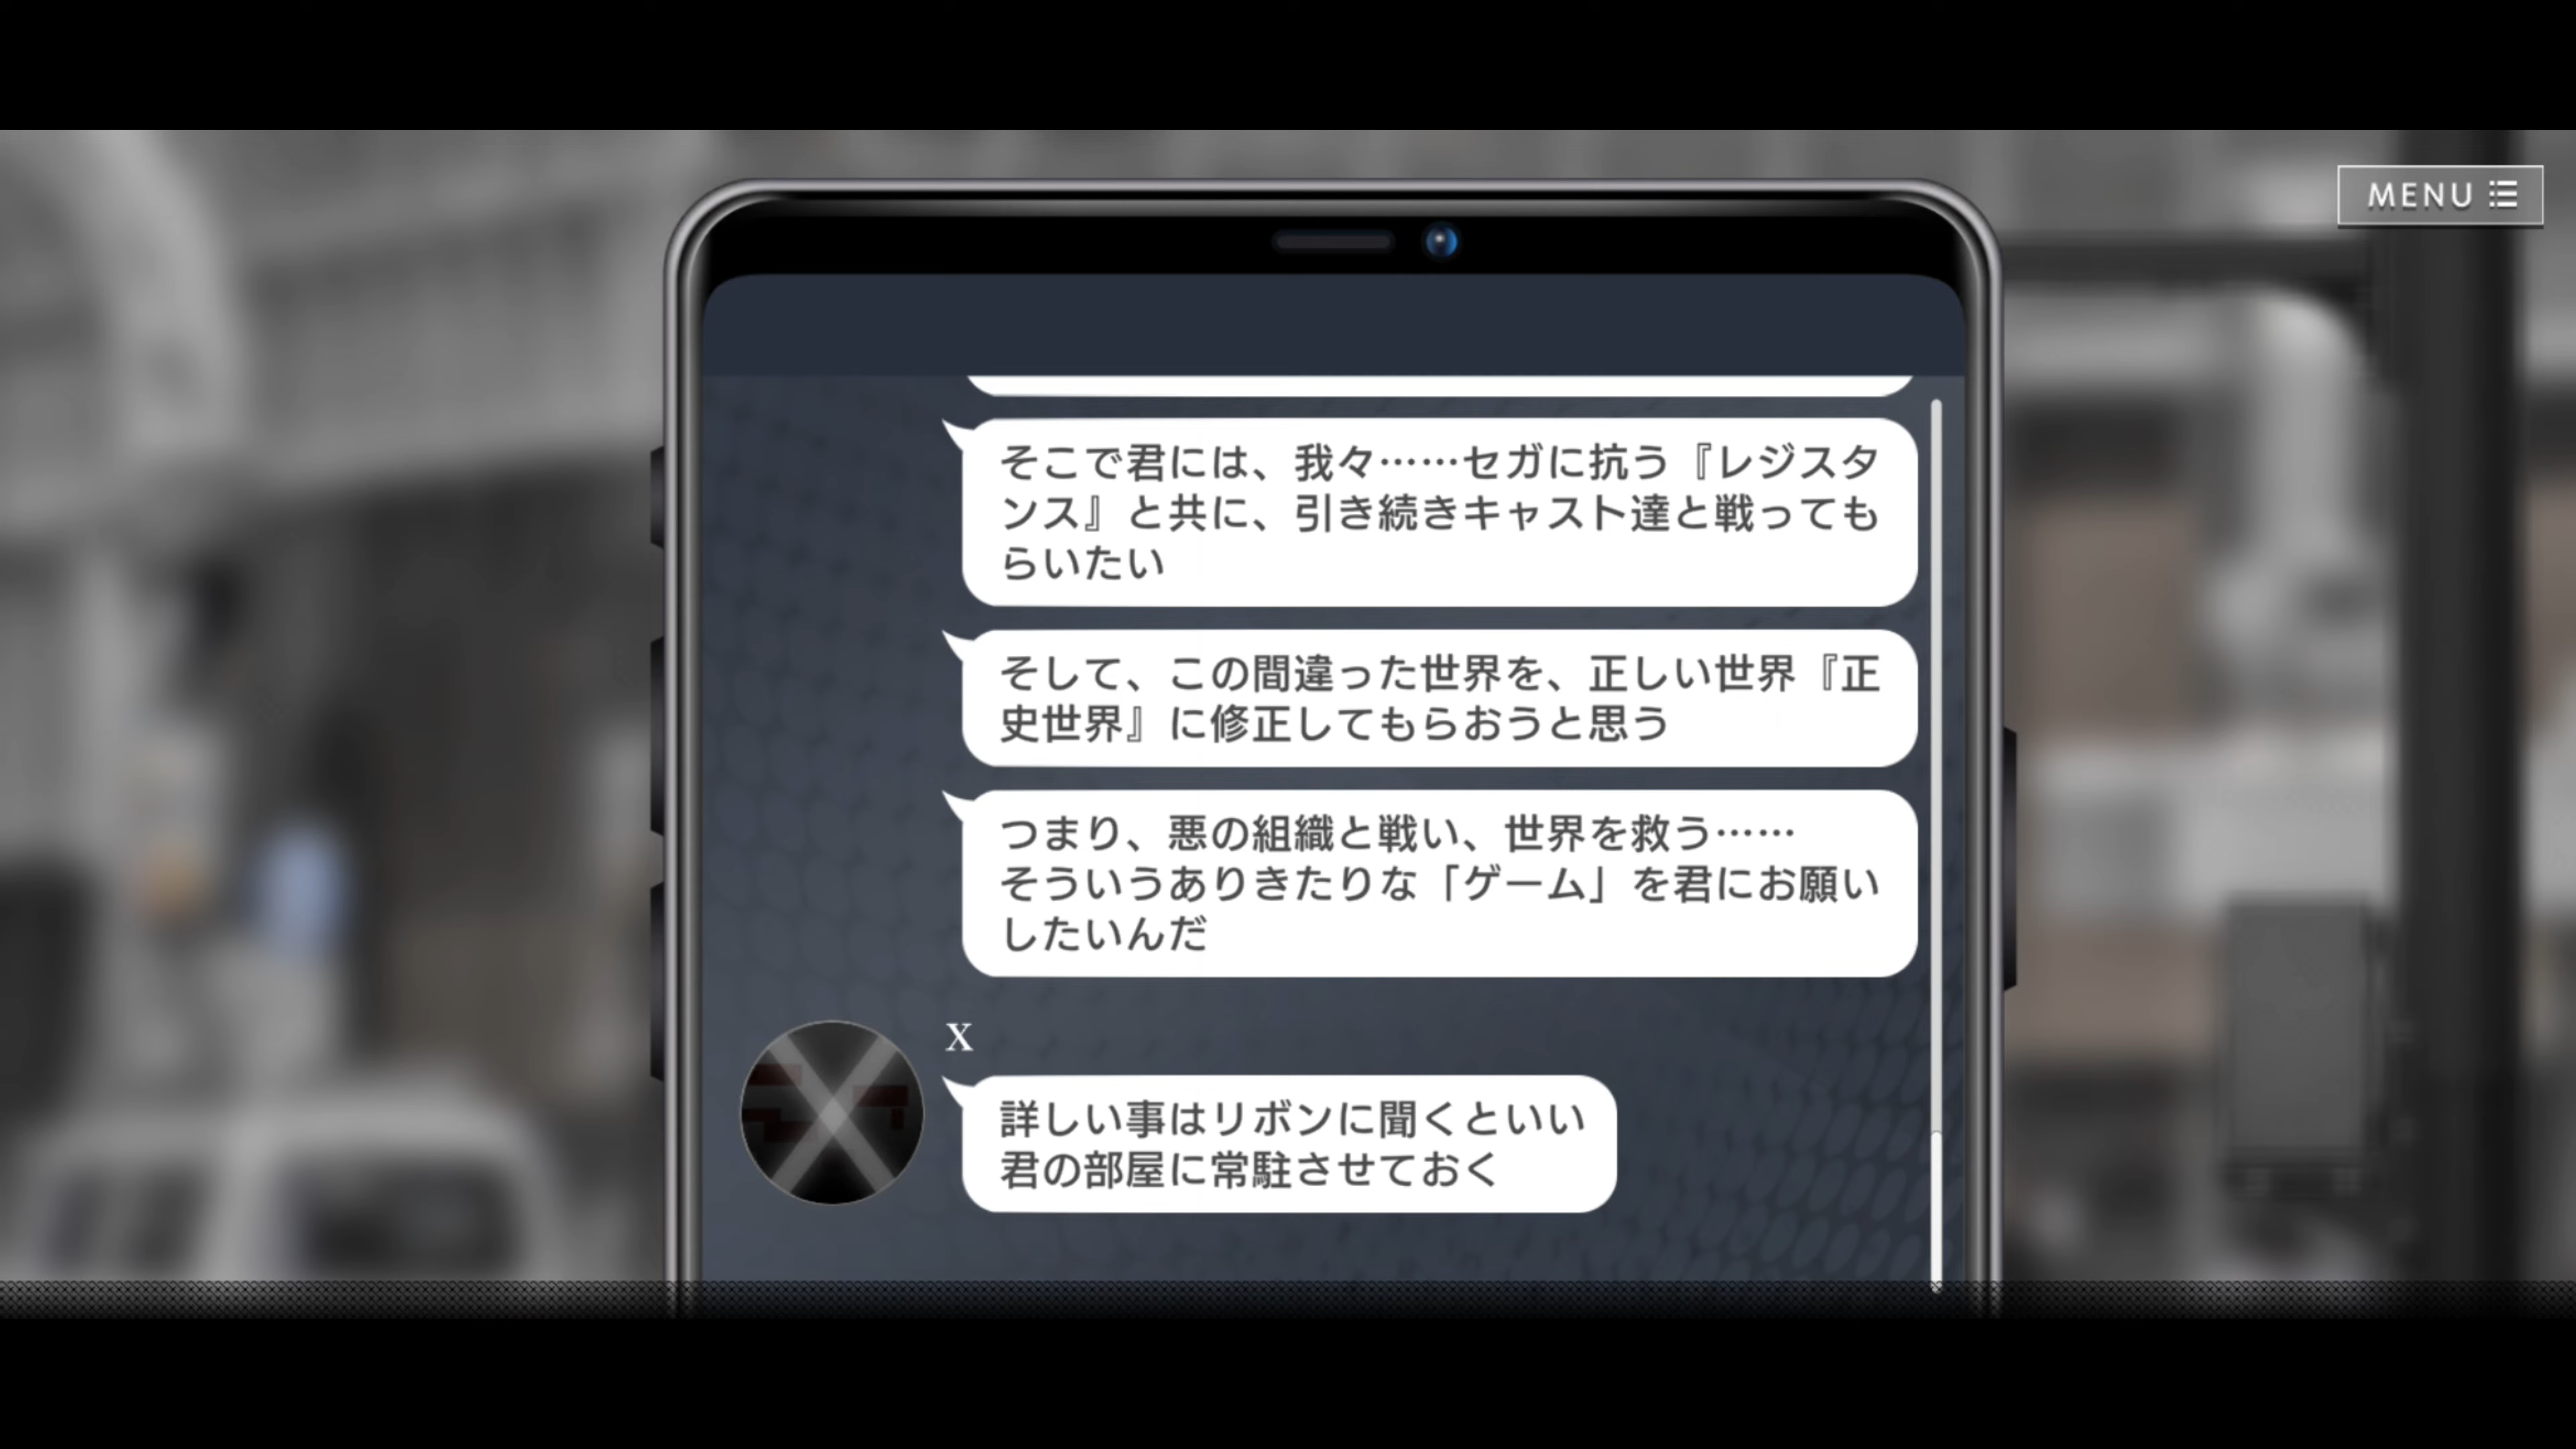 MENU
そこで君には、我々……セガに抗う『レジスタ
ンス』と共に、引き続きキャスト達と戦っても
らいたい
そして、この間違った世界を、正しい世界『正
史世界』に修正してもらおうと思う
つまり、悪の組織と戦い、世界を救う……
そういうありきたりな「ゲーム」を君にお願い
したいんだ
X
詳しい事はリボンに聞くといい
君の部屋に常駐させておく